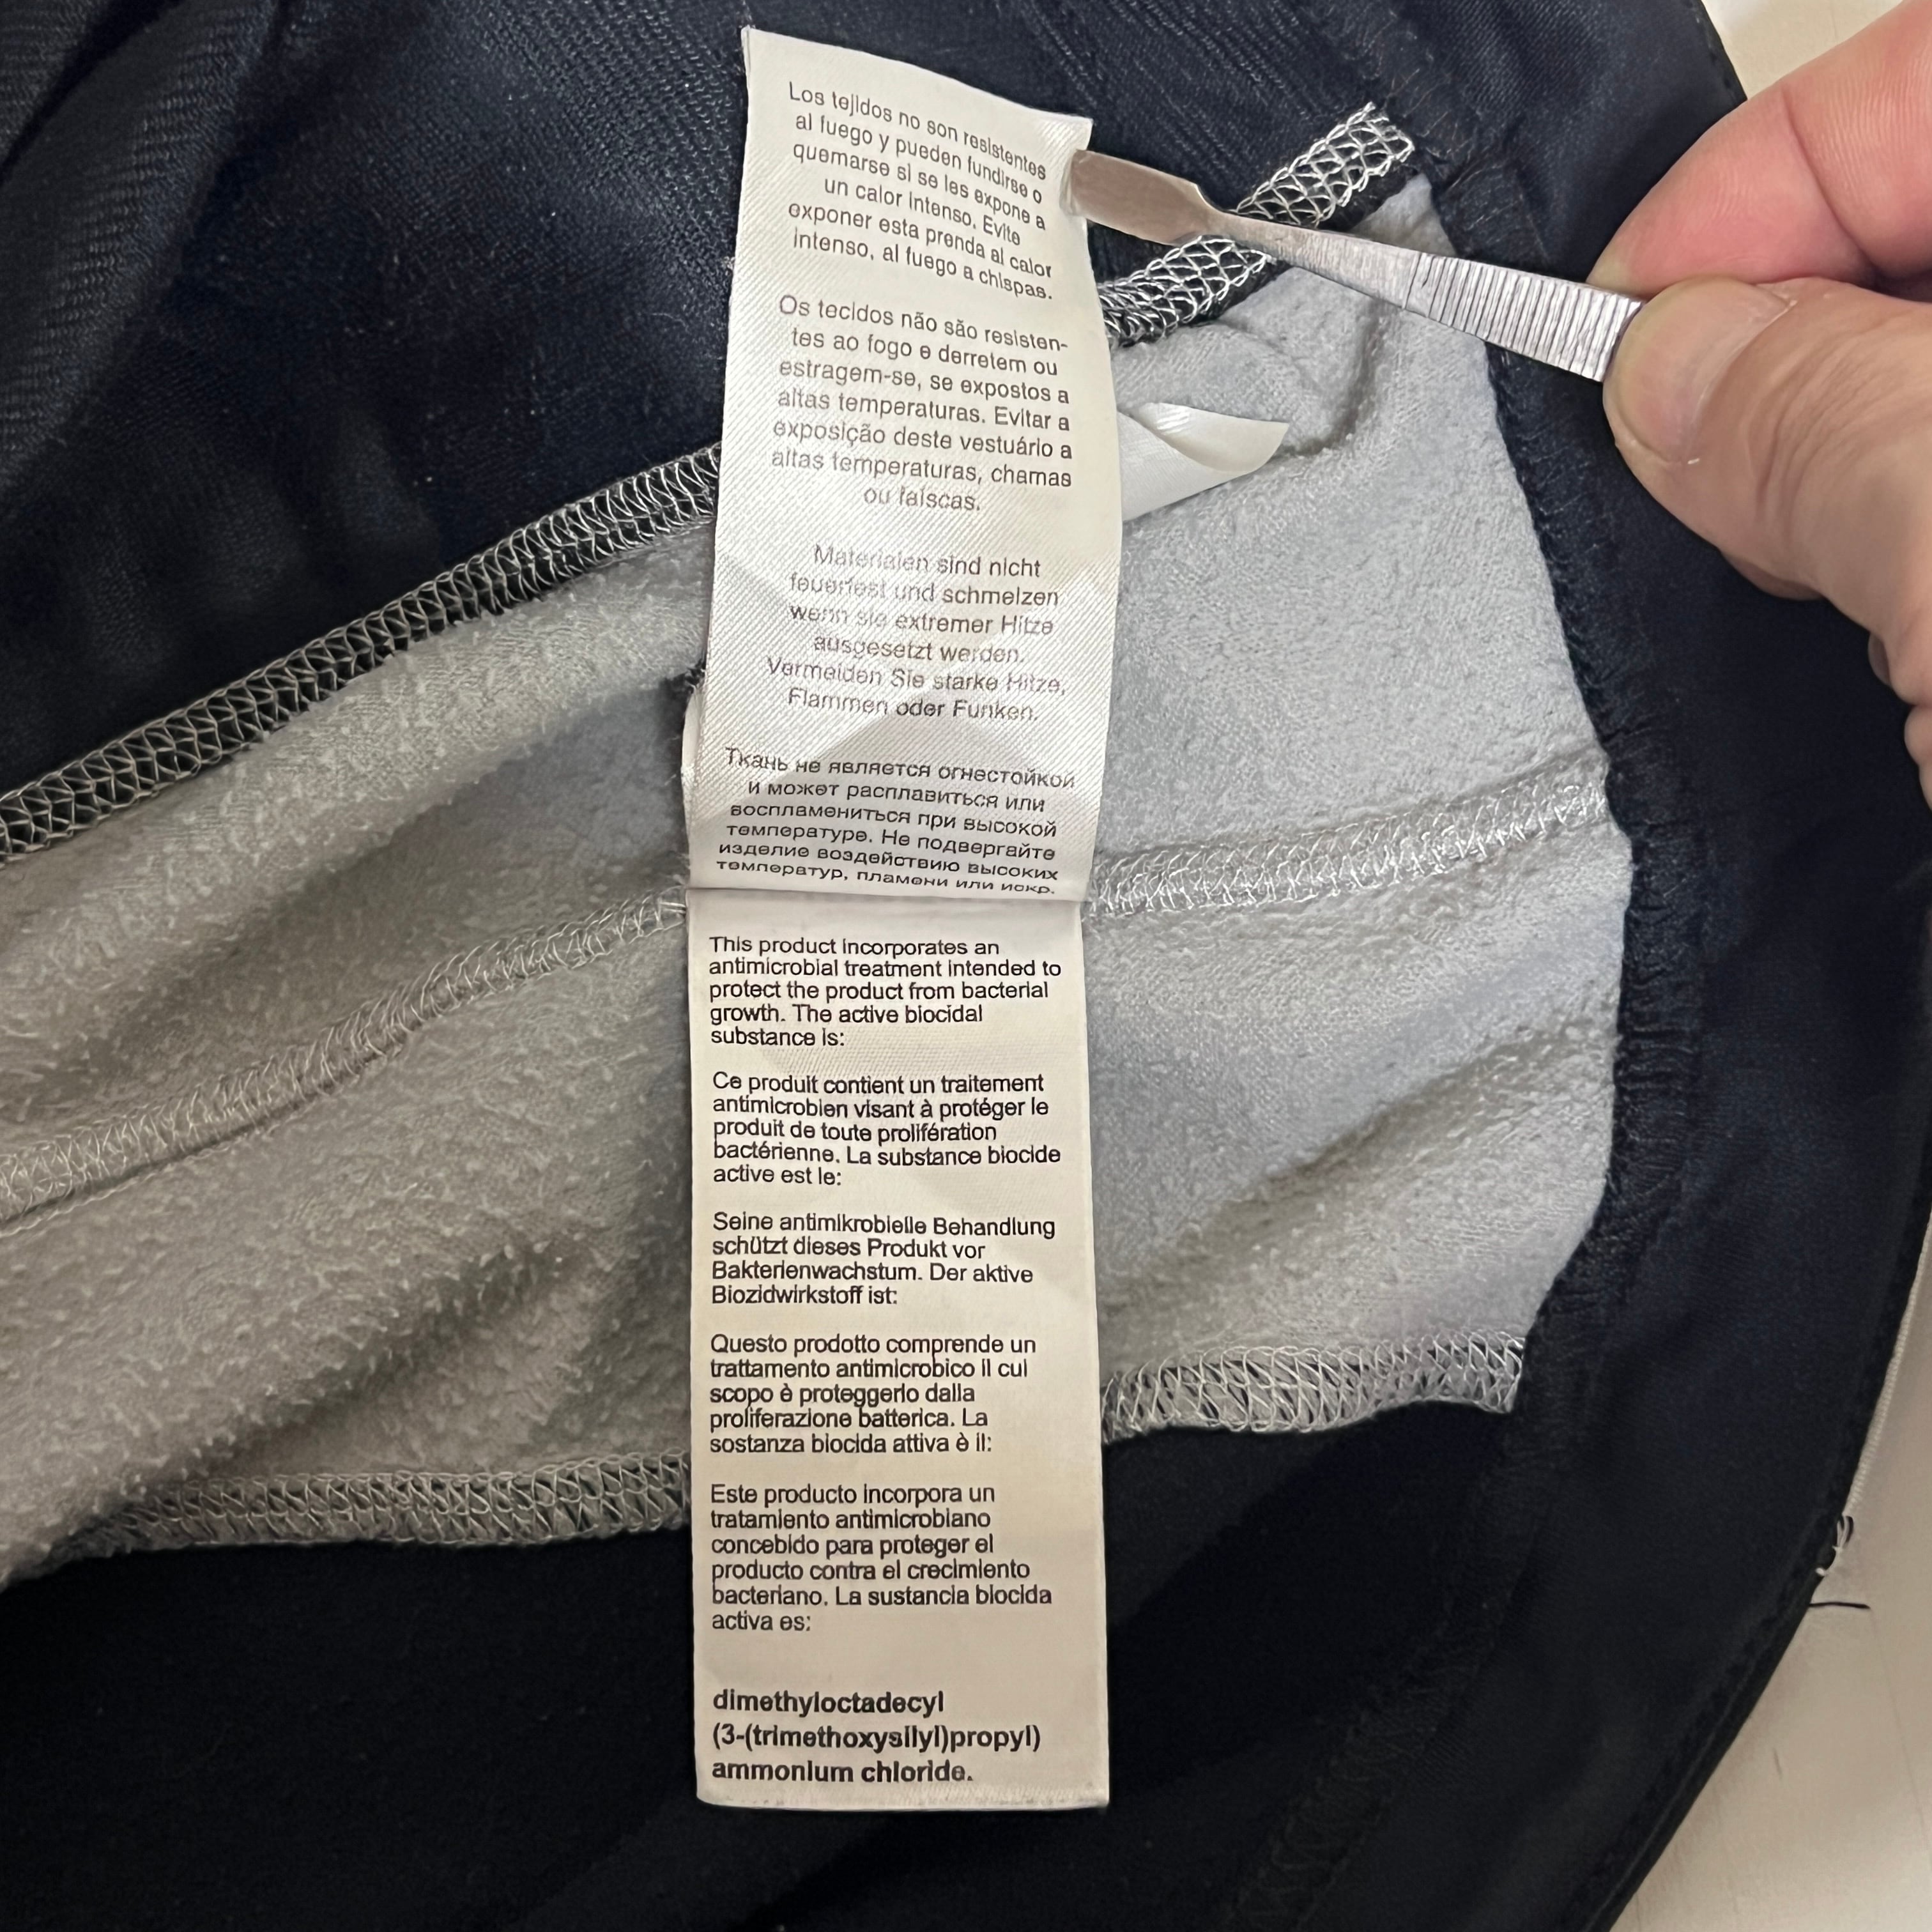 Los tejidos no son resistentes
al fuego y pueden fundirse o
quemarse si se les expone a
un calor intenso. Evite
exponer esta prenda al calor
intenso, al fuego a chispas.
Os tecidos não são resisten-
tes ao fogo e derretem ou
estragem-se, se expostos a
altas temperaturas. Evitar a
exposição deste vestuário a
altas temperaturas, chamas
ou faiscas.
Materialen sind nicht
feuerfest und schmelzen
wenn sie extremer Hitze
ausgesetzt werden.
Vermeiden Sie starke Hitze,
Flammen oder Funken.
Ткань не является огнестойкой
и может расплавиться или
воспламениться при высокой
температуре. Не подвергайте
изделие воздействию высоких
температур, пламени или искр.
This product incorporates an
antimicrobial treatment intended to
protect the product from bacterial
growth. The active biocidal
substance is:
Ce produit contient un traitement
antimicrobien visant à protéger le
produit de toute prolifération
bactérienne. La substance biocide
active est le:
Seine antimikrobielle Behandlung
schützt dieses Produkt vor
Bakterienwachstum. Der aktive
Biozidwirkstoff ist:
Questo prodotto comprende un
trattamento antimicrobico il cui
scopo è proteggerlo dalla
proliferazione batterica. La
sostanza biocida attiva è il:
Este producto incorpora un
tratamiento antimicrobiano
concebido para proteger el
producto contra el crecimiento
bacteriano. La sustancia biocida
activa es:
dimethyloctadecyl
(3-(trimethoxysilyl)propyl)
ammonium chloride.